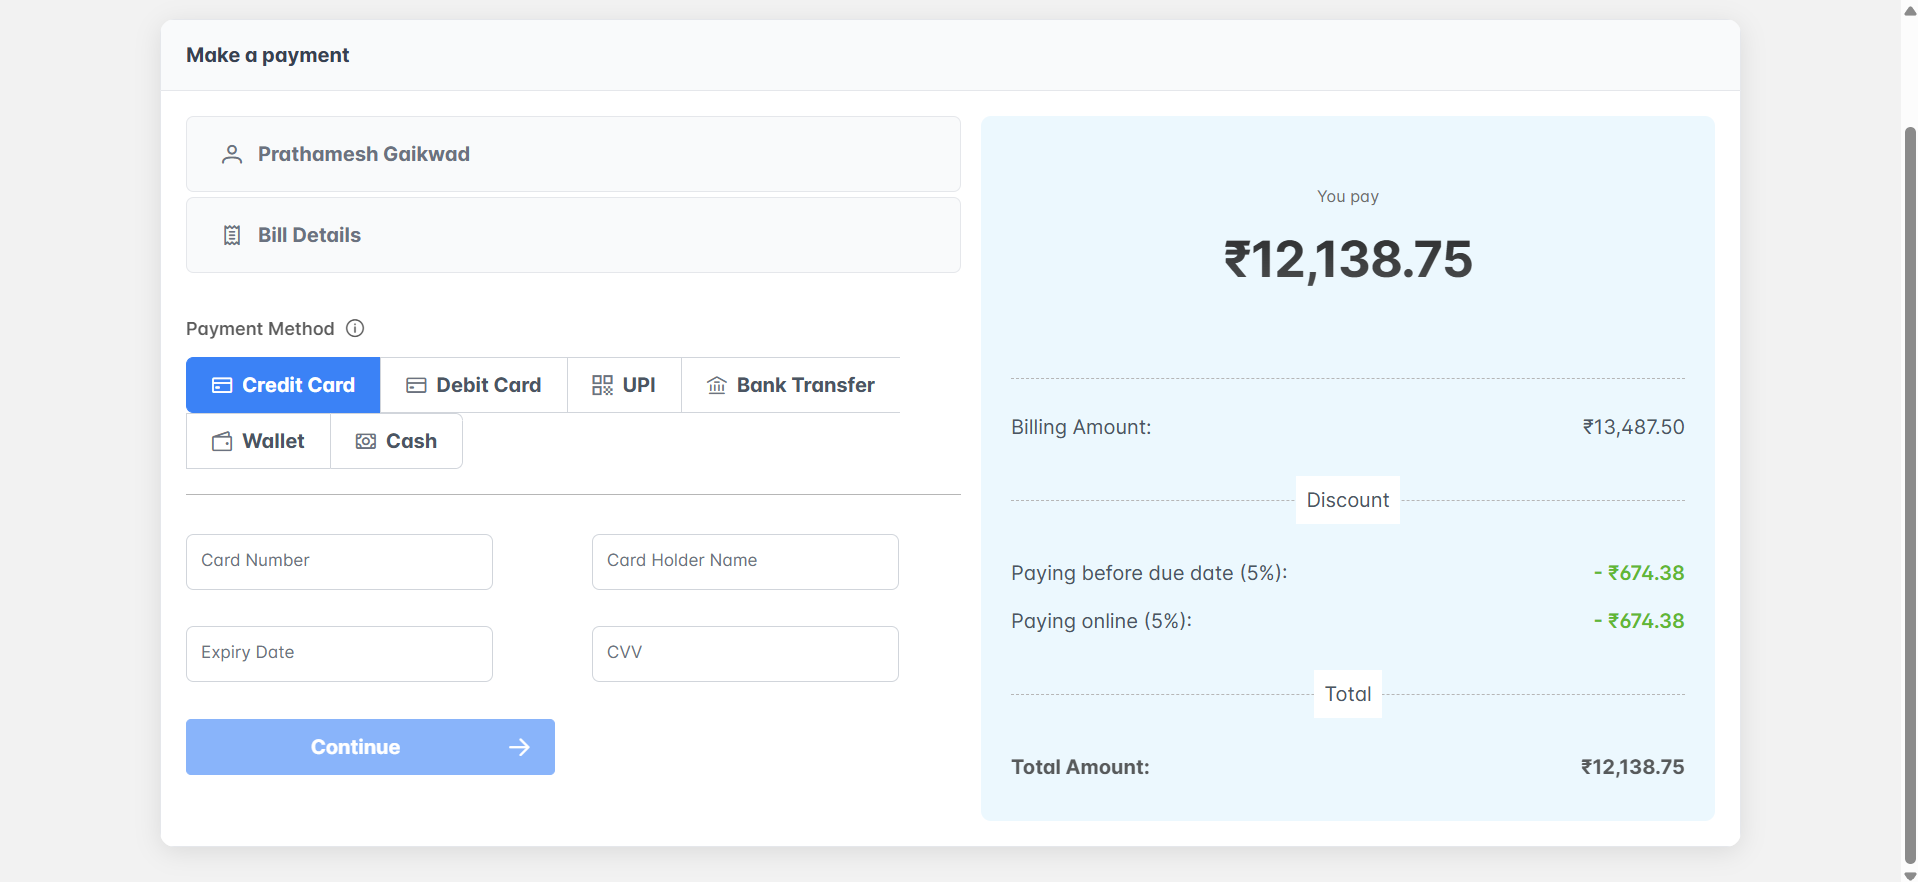 Make a payment
Prathamesh Gaikwad
Bill Details
Payment Method
Credit Card
Debit Card
UPI
Bank Transfer
Wallet
Cash
Card Number
Card Holder Name
Expiry Date
CVV
Continue
You pay
₹12,138.75
Billing Amount: ₹13,487.50
Discount
Paying before due date (5%): - ₹674.38
Paying online (5%): - ₹674.38
Total
Total Amount: ₹12,138.75